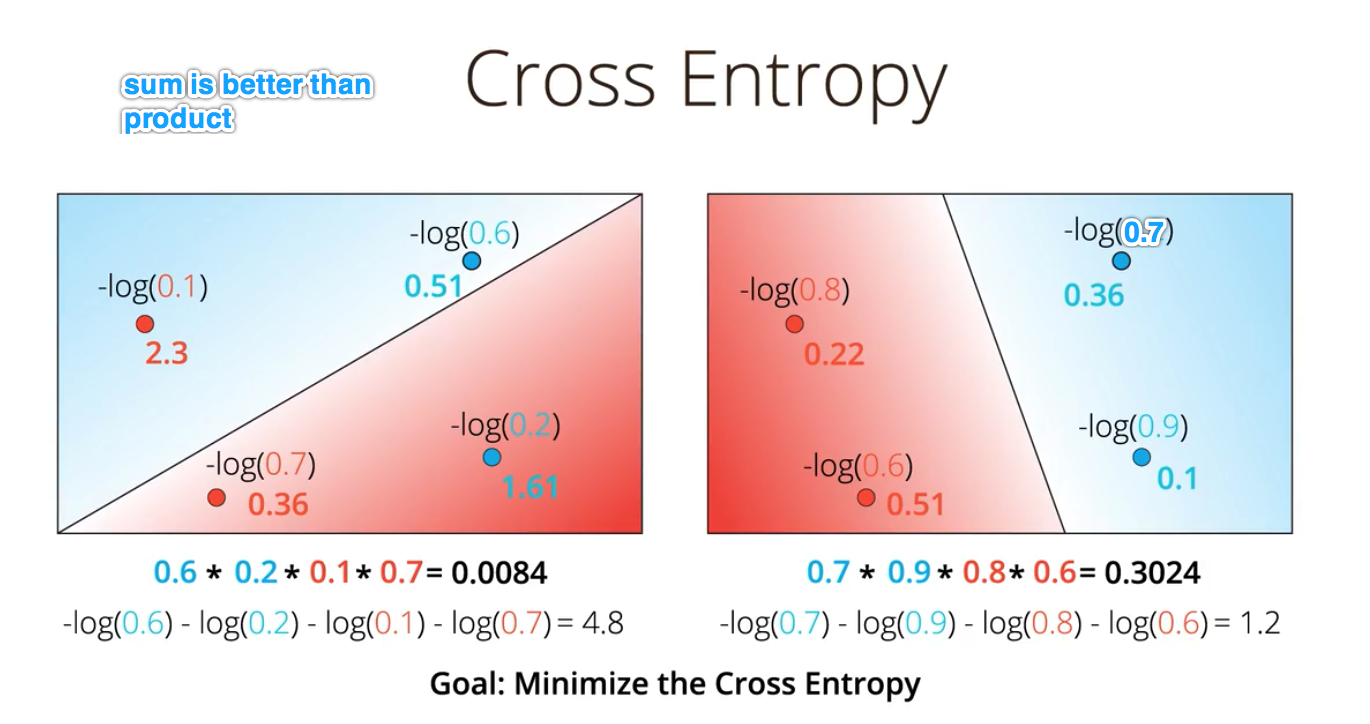 sum is better than
product
Cross Entropy
-log(0.6)
0.51
-log(0.1)
2.3
-log(0.2)
1.61
-log(0.7)
0.36
-log(0.7)
0.36
-log(0.8)
0.22
-log(0.9)
0.1
-log(0.6)
0.51
0.6 * 0.2 * 0.1 * 0.7 = 0.0084
0.7 * 0.9 * 0.8 * 0.6 = 0.3024
-log(0.6) - log(0.2) - log(0.1) - log(0.7) = 4.8
-log(0.7) - log(0.9) - log(0.8) - log(0.6) = 1.2
Goal: Minimize the Cross Entropy